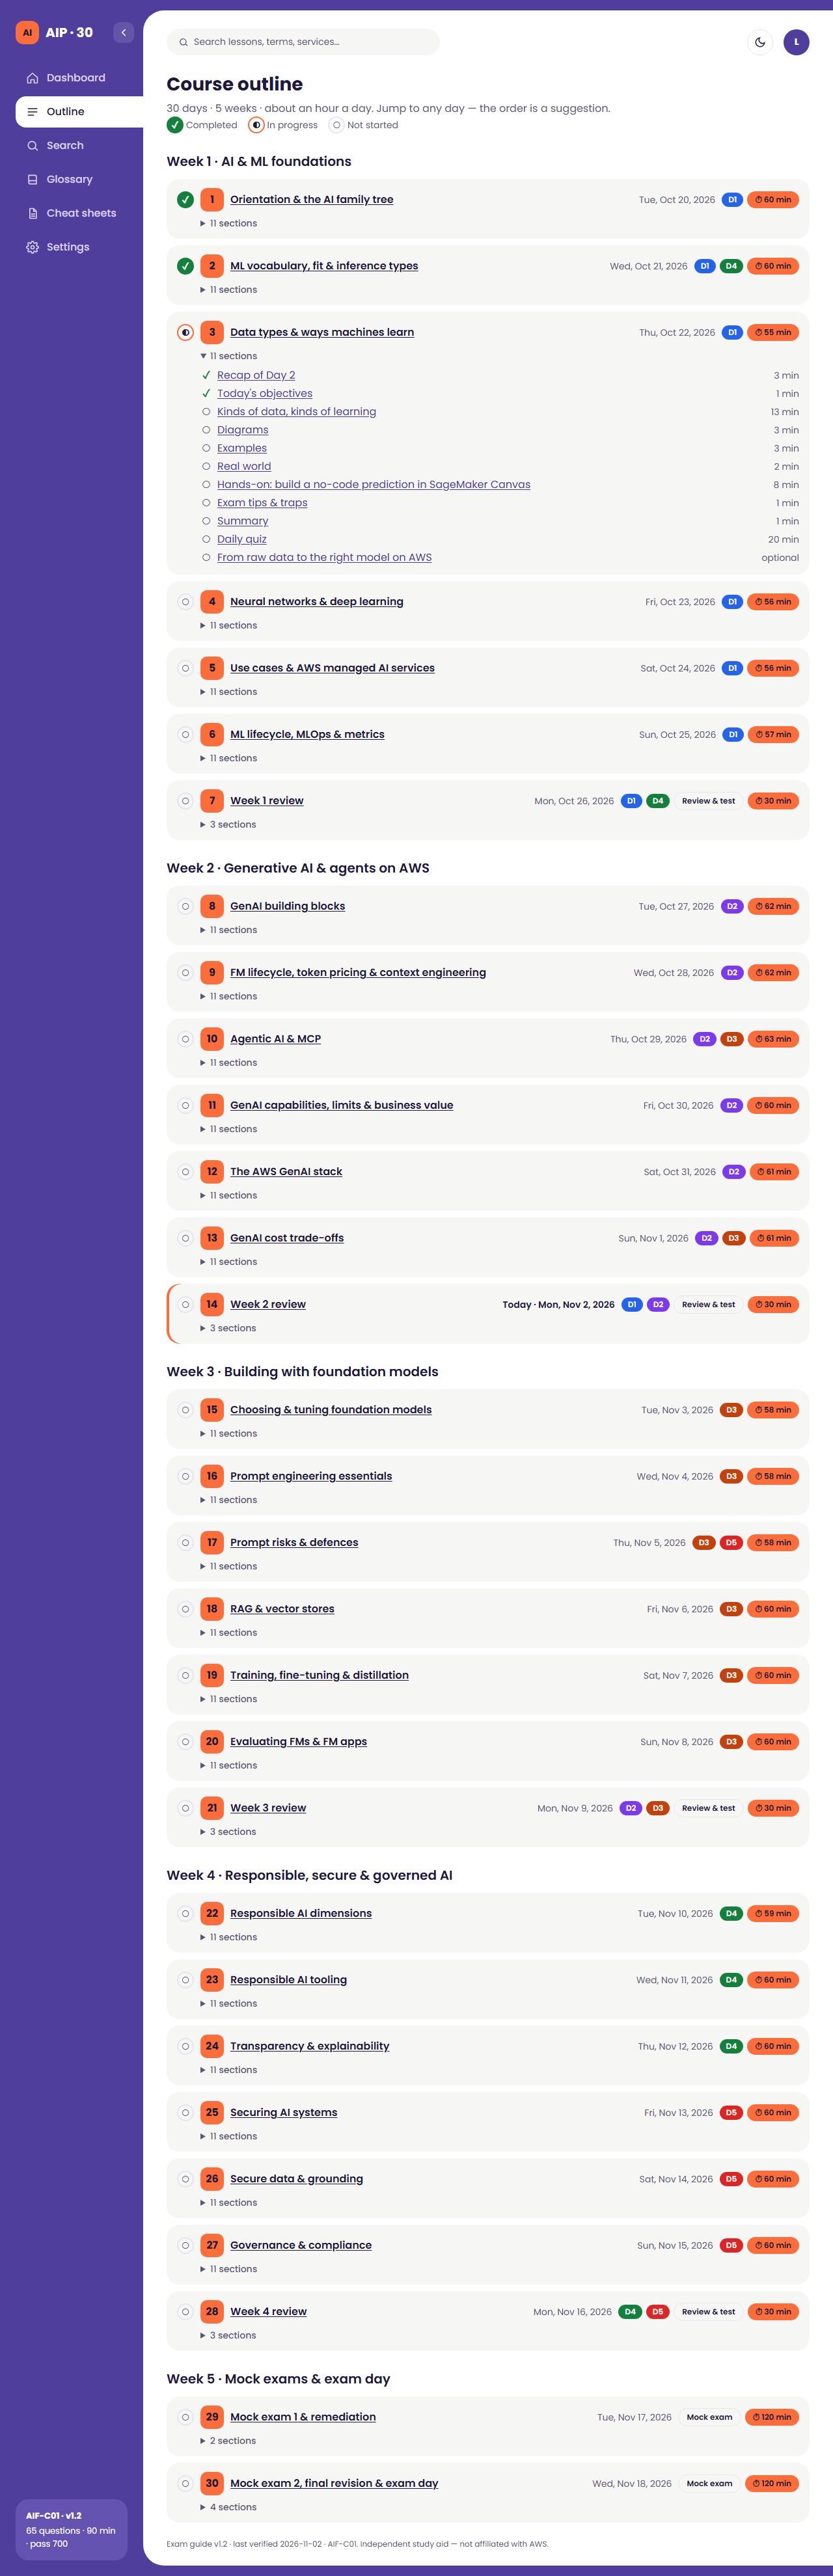 AI AIP · 30
Dashboard
Outline
Search
Glossary
Cheat sheets
Settings
AIF-C01 · v1.2
65 questions · 90 min
· pass 700
Search lessons, terms, services...
L
Course outline
30 days · 5 weeks · about an hour a day. Jump to any day — the order is a suggestion.
Completed In progress Not started
Week 1 · AI & ML foundations
1 Orientation & the AI family tree Tue, Oct 20, 2026 D1 60 min
11 sections
2 ML vocabulary, fit & inference types Wed, Oct 21, 2026 D1 D4 60 min
11 sections
3 Data types & ways machines learn Thu, Oct 22, 2026 D1 55 min
11 sections
Recap of Day 2 3 min
Today's objectives 1 min
Kinds of data, kinds of learning 13 min
Diagrams 3 min
Examples 3 min
Real world 2 min
Hands-on: build a no-code prediction in SageMaker Canvas 8 min
Exam tips & traps 1 min
Summary 1 min
Daily quiz 20 min
From raw data to the right model on AWS optional
4 Neural networks & deep learning Fri, Oct 23, 2026 D1 56 min
11 sections
5 Use cases & AWS managed AI services Sat, Oct 24, 2026 D1 56 min
11 sections
6 ML lifecycle, MLOps & metrics Sun, Oct 25, 2026 D1 57 min
11 sections
7 Week 1 review Mon, Oct 26, 2026 D1 D4 Review & test 30 min
3 sections
Week 2 · Generative AI & agents on AWS
8 GenAI building blocks Tue, Oct 27, 2026 D2 62 min
11 sections
9 FM lifecycle, token pricing & context engineering Wed, Oct 28, 2026 D2 62 min
11 sections
10 Agentic AI & MCP Thu, Oct 29, 2026 D2 D3 63 min
11 sections
11 GenAI capabilities, limits & business value Fri, Oct 30, 2026 D2 60 min
11 sections
12 The AWS GenAI stack Sat, Oct 31, 2026 D2 61 min
11 sections
13 GenAI cost trade-offs Sun, Nov 1, 2026 D2 D3 61 min
11 sections
14 Week 2 review Today · Mon, Nov 2, 2026 D1 D2 Review & test 30 min
3 sections
Week 3 · Building with foundation models
15 Choosing & tuning foundation models Tue, Nov 3, 2026 D3 58 min
11 sections
16 Prompt engineering essentials Wed, Nov 4, 2026 D3 58 min
11 sections
17 Prompt risks & defences Thu, Nov 5, 2026 D3 D5 58 min
11 sections
18 RAG & vector stores Fri, Nov 6, 2026 D3 60 min
11 sections
19 Training, fine-tuning & distillation Sat, Nov 7, 2026 D3 60 min
11 sections
20 Evaluating FMs & FM apps Sun, Nov 8, 2026 D3 60 min
11 sections
21 Week 3 review Mon, Nov 9, 2026 D2 D3 Review & test 30 min
3 sections
Week 4 · Responsible, secure & governed AI
22 Responsible AI dimensions Tue, Nov 10, 2026 D4 59 min
11 sections
23 Responsible AI tooling Wed, Nov 11, 2026 D4 60 min
11 sections
24 Transparency & explainability Thu, Nov 12, 2026 D4 60 min
11 sections
25 Securing AI systems Fri, Nov 13, 2026 D5 60 min
11 sections
26 Secure data & grounding Sat, Nov 14, 2026 D5 60 min
11 sections
27 Governance & compliance Sun, Nov 15, 2026 D5 60 min
11 sections
28 Week 4 review Mon, Nov 16, 2026 D4 D5 Review & test 30 min
3 sections
Week 5 · Mock exams & exam day
29 Mock exam 1 & remediation Tue, Nov 17, 2026 Mock exam 120 min
2 sections
30 Mock exam 2, final revision & exam day Wed, Nov 18, 2026 Mock exam 120 min
4 sections
Exam guide v1.2 · last verified 2026-11-02 · AIF-C01. Independent study aid — not affiliated with AWS.